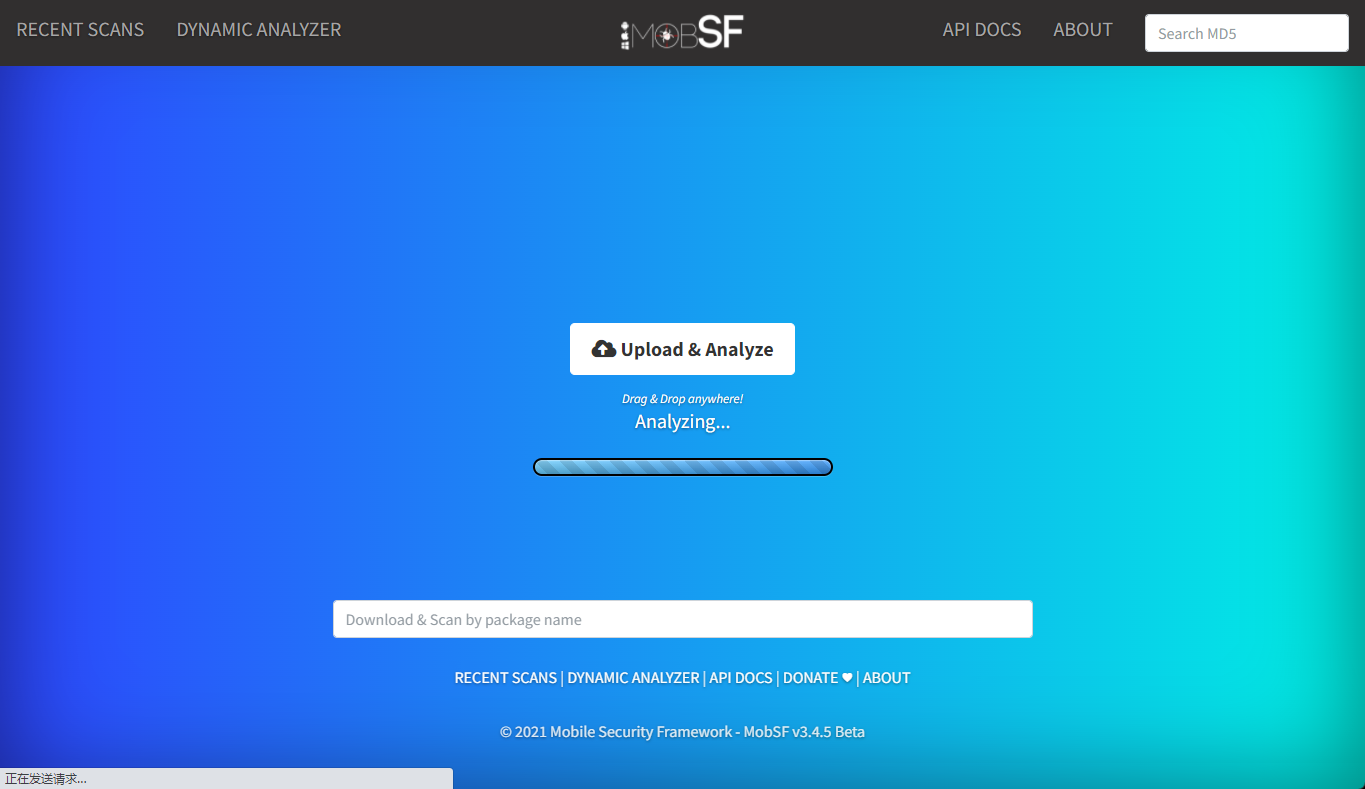 RECENT SCANS DYNAMIC ANALYZER MOBSF API DOCS ABOUT Search MD5
Upload & Analyze
Drag & Drop anywhere!
Analyzing...
Download & Scan by package name
RECENT SCANS | DYNAMIC ANALYZER | API DOCS | DONATE ♥ | ABOUT
© 2021 Mobile Security Framework - MobSF v3.4.5 Beta
正在发送请求...